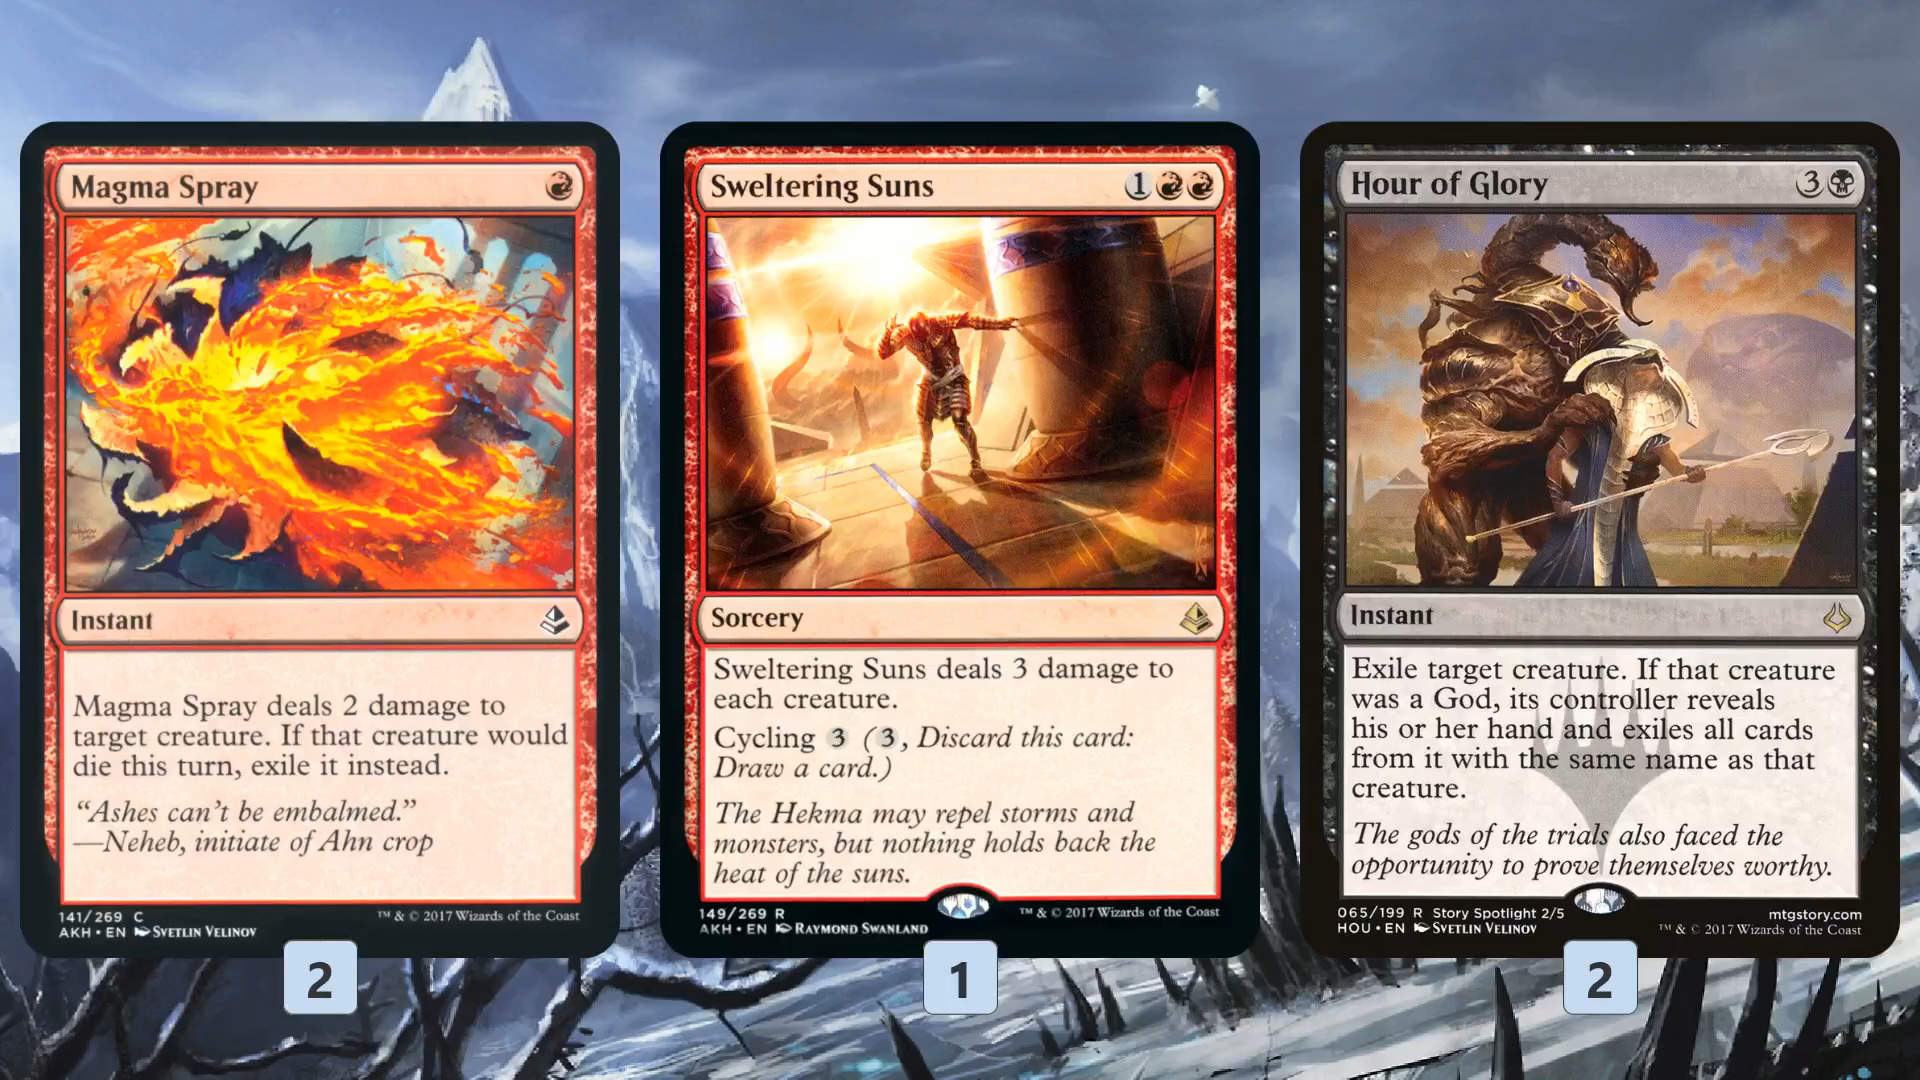 Magma Spray
Instant
Magma Spray deals 2 damage to
target creature. If that creature would
die this turn, exile it instead.
“Ashes can’t be embalmed.”
—Neheb, initiate of Ahn crop
141/269 C
AKH • EN Svetlin Velinov
™ & © 2017 Wizards of the Coast
2
Sweltering Suns
1
Sorcery
Sweltering Suns deals 3 damage to
each creature.
Cycling 3 (3, Discard this card:
Draw a card.)
The Hekma may repel storms and
monsters, but nothing holds back the
heat of the suns.
149/269 R
AKH • EN Raymond Swanland
™ & © 2017 Wizards of the Coast
1
Hour of Glory
3
Instant
Exile target creature. If that creature
was a God, its controller reveals
his or her hand and exiles all cards
from it with the same name as that
creature.
The gods of the trials also faced the
opportunity to prove themselves worthy.
065/199 R Story Spotlight 2/5
HOU • EN Svetlin Velinov
mtgstory.com
™ & © 2017 Wizards of the Coast
2